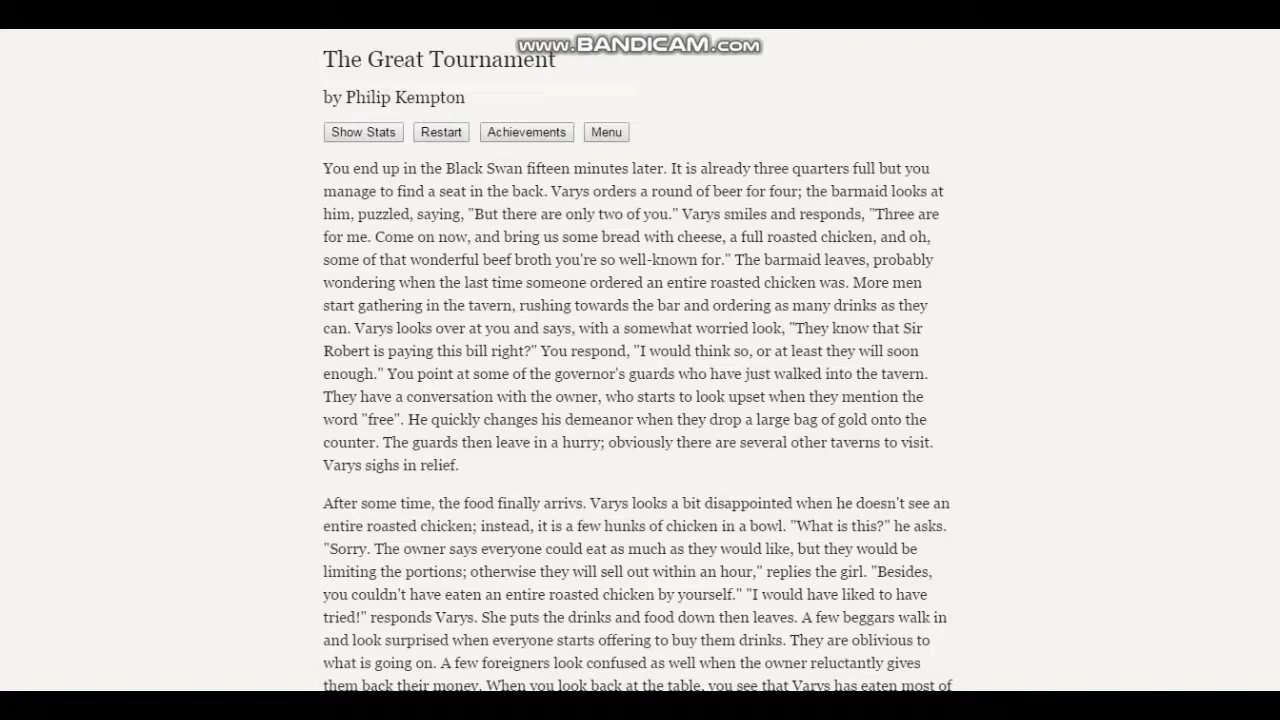 www.BANDICAM.com
The Great Tournament
by Philip Kempton
Show Stats Restart Achievements Menu
You end up in the Black Swan fifteen minutes later. It is already three quarters full but you
manage to find a seat in the back. Varys orders a round of beer for four; the barmaid looks at
him, puzzled, saying, "But there are only two of you." Varys smiles and responds, "Three are
for me. Come on now, and bring us some bread with cheese, a full roasted chicken, and oh,
some of that wonderful beef broth you're so well-known for." The barmaid leaves, probably
wondering when the last time someone ordered an entire roasted chicken was. More men
start gathering in the tavern, rushing towards the bar and ordering as many drinks as they
can. Varys looks over at you and says, with a somewhat worried look, "They know that Sir
Robert is paying this bill right?" You respond, "I would think so, or at least they will soon
enough." You point at some of the governor's guards who have just walked into the tavern.
They have a conversation with the owner, who starts to look upset when they mention the
word "free". He quickly changes his demeanor when they drop a large bag of gold onto the
counter. The guards then leave in a hurry; obviously there are several other taverns to visit.
Varys sighs in relief.
After some time, the food finally arrivs. Varys looks a bit disappointed when he doesn't see an
entire roasted chicken; instead, it is a few hunks of chicken in a bowl. "What is this?" he asks.
"Sorry. The owner says everyone could eat as much as they would like, but they would be
limiting the portions; otherwise they will sell out within an hour," replies the girl. "Besides,
you couldn't have eaten an entire roasted chicken by yourself." "I would have liked to have
tried!" responds Varys. She puts the drinks and food down then leaves. A few beggars walk in
and look surprised when everyone starts offering to buy them drinks. They are oblivious to
what is going on. A few foreigners look confused as well when the owner reluctantly gives
them back their money. When you look back at the table, you see that Varys has eaten most of